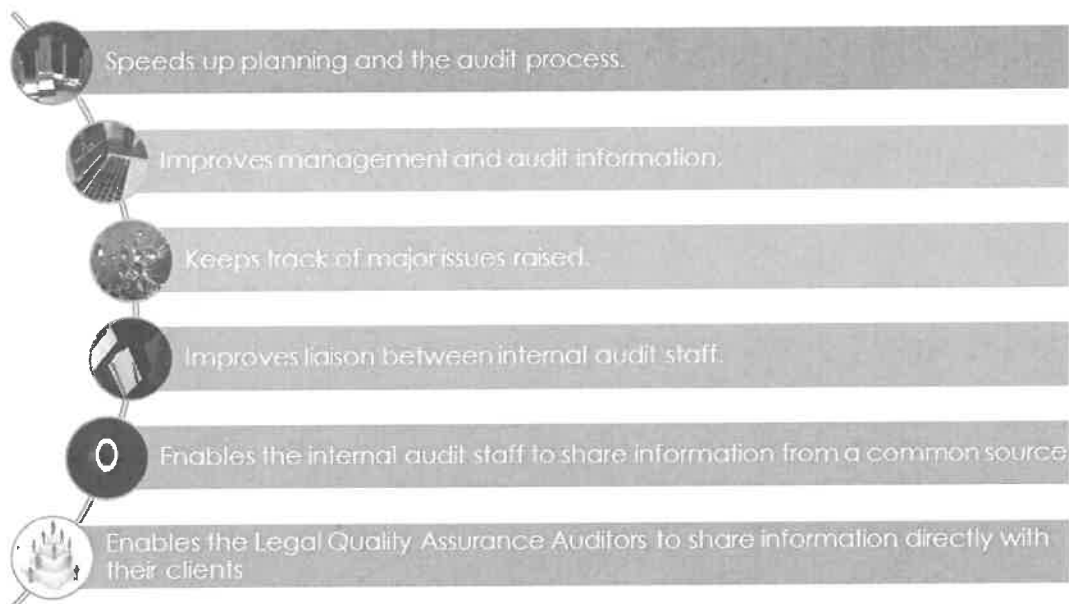 Speeds up planning and the audit process.
Improves management and audit information.
Keeps track of major issues raised.
Improves liaison between internal audit staff.
Enables the internal audit staff to share information from a common source
Enables the Legal Quality Assurance Auditors to share information directly with
their clients